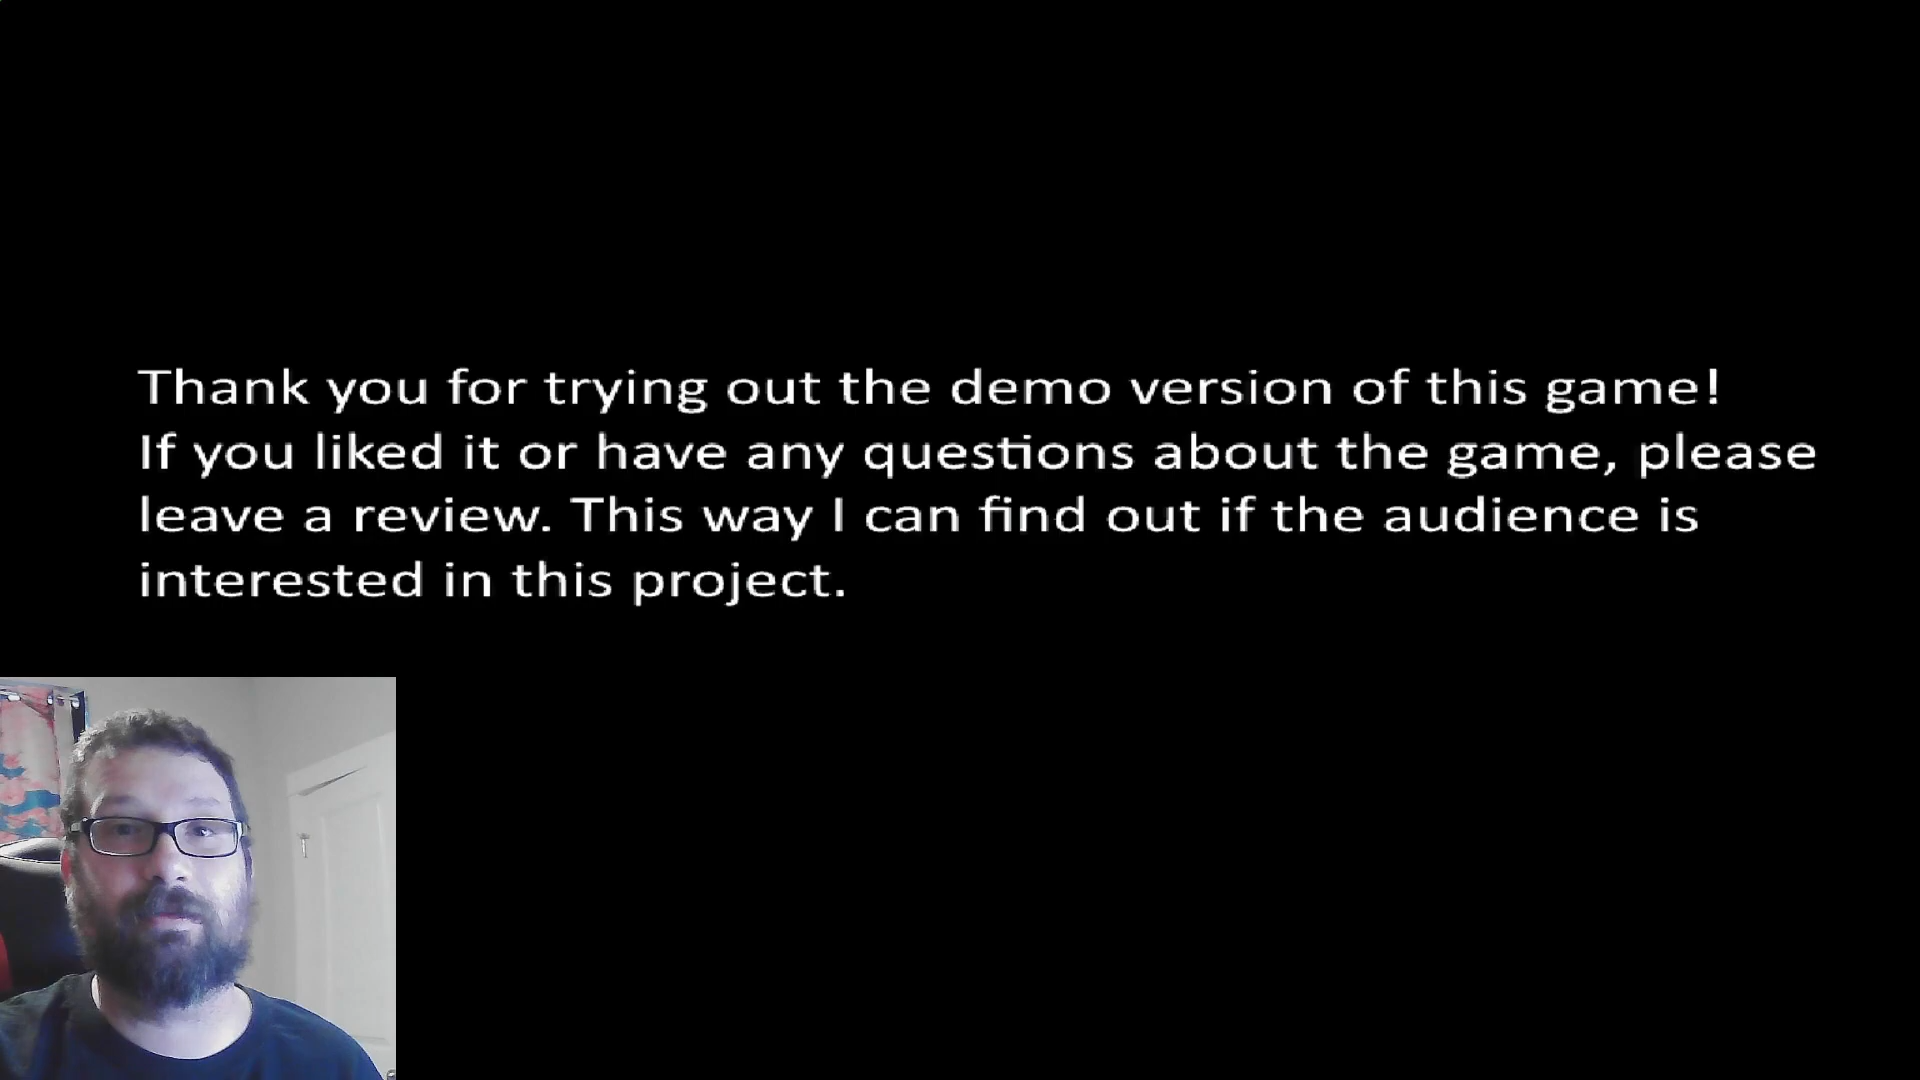 Thank you for trying out the demo version of this game!
If you liked it or have any questions about the game, please
leave a review. This way I can find out if the audience is
interested in this project.